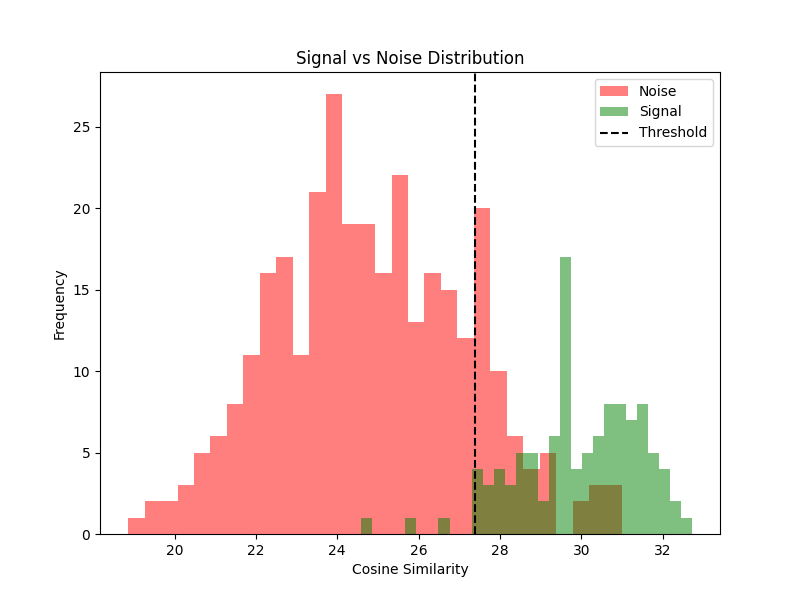 Signal vs Noise Distribution
Noise
Signal
Threshold
Frequency
25
20
15
10
5
0
20 22 24 26 28 30 32
Cosine Similarity